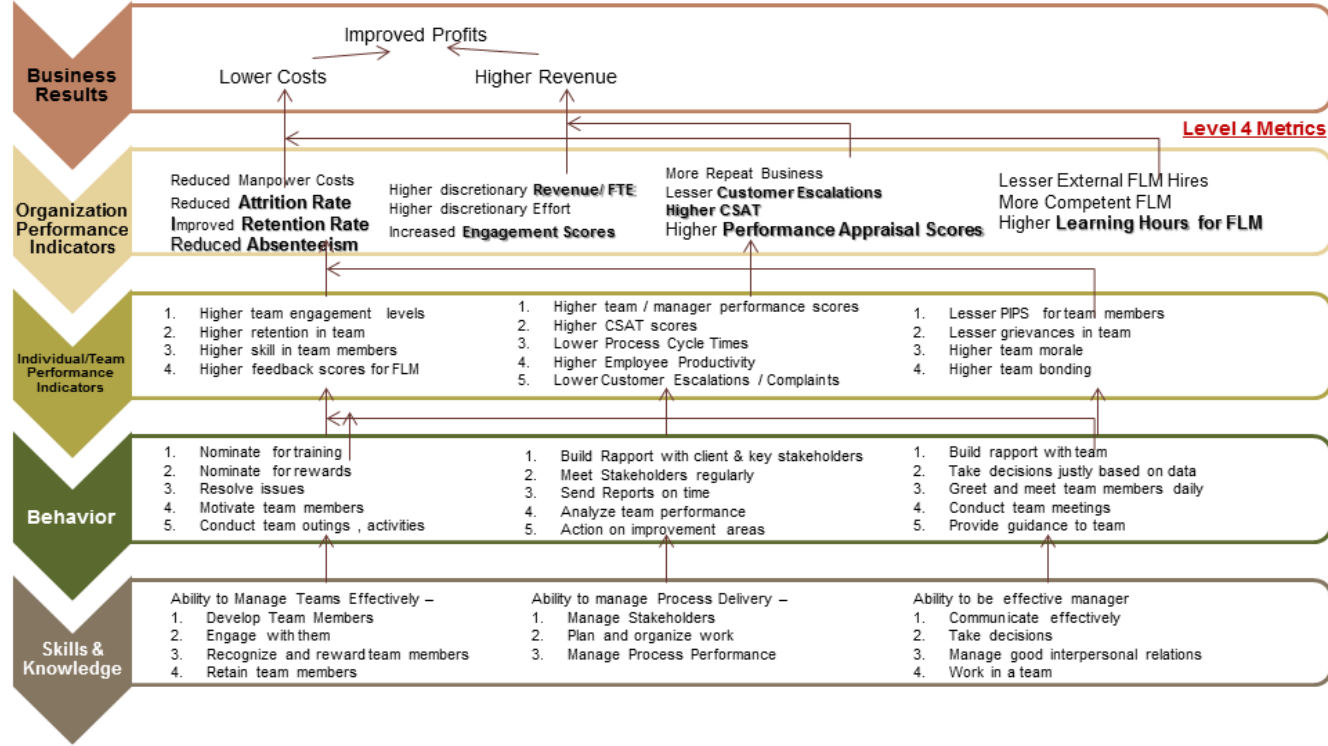 Business
Results
Improved Profits
Lower Costs
Higher Revenue
Level 4 Metrics
Organization
Performance
Indicators
Reduced Manpower Costs
Reduced Attrition Rate
Improved Retention Rate
Reduced Absenteeism
Higher discretionary Revenue/ FTE
Higher discretionary Effort
Increased Engagement Scores
More Repeat Business
Lesser Customer Escalations
Higher CSAT
Higher Performance Appraisal Scores
Lesser External FLM Hires
More Competent FLM
Higher Learning Hours for FLM
Individual/Team
Performance
Indicators
1. Higher team engagement levels
2. Higher retention in team
3. Higher skill in team members
4. Higher feedback scores for FLM
1. Higher team / manager performance scores
2. Higher CSAT scores
3. Lower Process Cycle Times
4. Higher Employee Productivity
5. Lower Customer Escalations / Complaints
1. Lesser PIPS for team members
2. Lesser grievances in team
3. Higher team morale
4. Higher team bonding
Behavior
1. Nominate for training
2. Nominate for rewards
3. Resolve issues
4. Motivate team members
5. Conduct team outings , activities
1. Build Rapport with client & key stakeholders
2. Meet Stakeholders regularly
3. Send Reports on time
4. Analyze team performance
5. Action on improvement areas
1. Build rapport with team
2. Take decisions justly based on data
3. Greet and meet team members daily
4. Conduct team meetings
5. Provide guidance to team
Skills &
Knowledge
Ability to Manage Teams Effectively –
1. Develop Team Members
2. Engage with them
3. Recognize and reward team members
4. Retain team members
Ability to manage Process Delivery –
1. Manage Stakeholders
2. Plan and organize work
3. Manage Process Performance
Ability to be effective manager
1. Communicate effectively
2. Take decisions
3. Manage good interpersonal relations
4. Work in a team